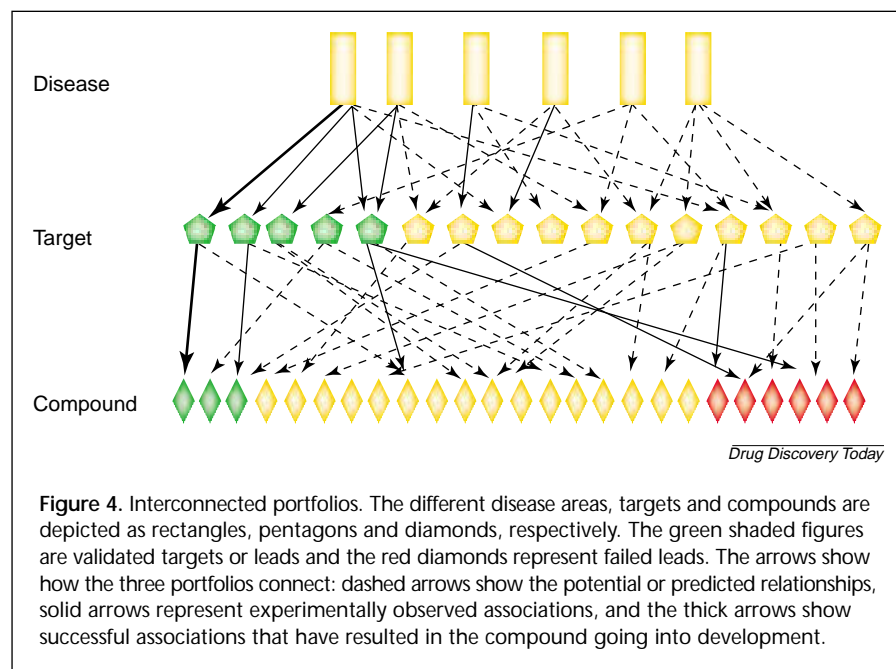 Disease
Target
Compound
Drug Discovery Today
Figure 4. Interconnected portfolios. The different disease areas, targets and compounds are
depicted as rectangles, pentagons and diamonds, respectively. The green shaded figures
are validated targets or leads and the red diamonds represent failed leads. The arrows show
how the three portfolios connect: dashed arrows show the potential or predicted relationships,
solid arrows represent experimentally observed associations, and the thick arrows show
successful associations that have resulted in the compound going into development.